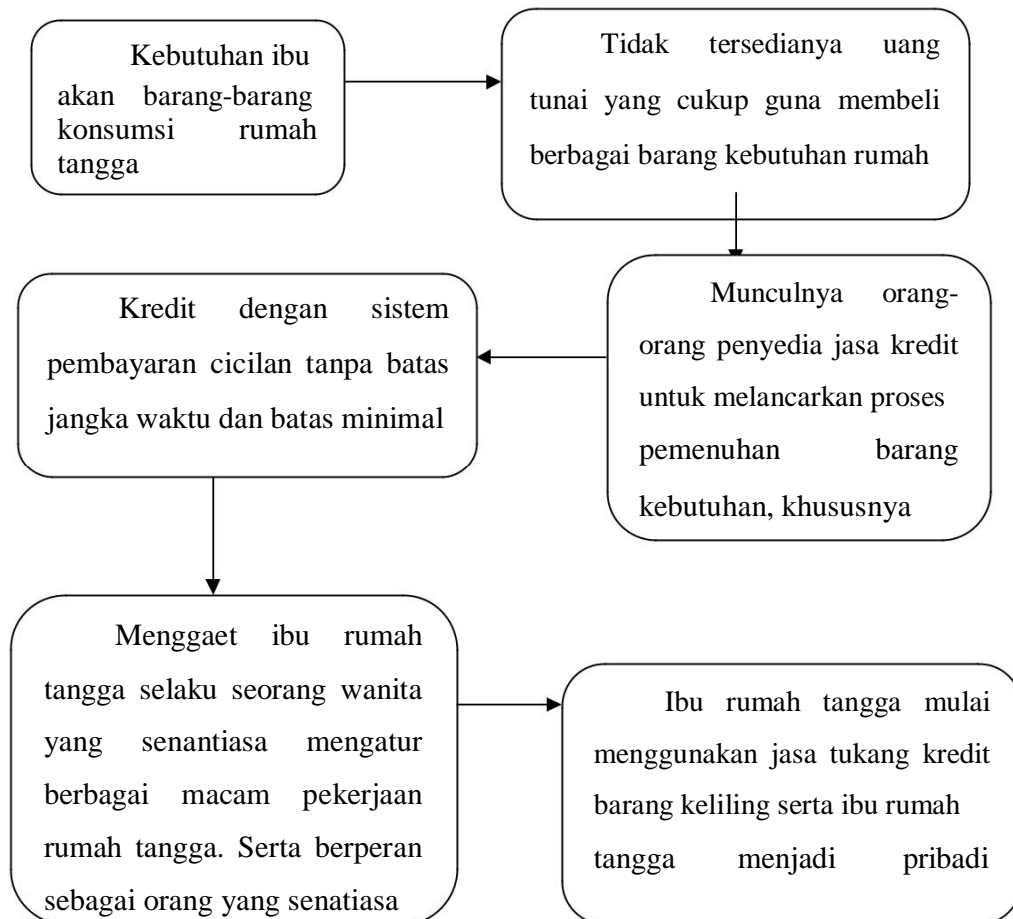 Kebutuhan ibu
akan barang-barang
konsumsi rumah
tangga
Tidak tersedianya uang
tunai yang cukup guna membeli
berbagai barang kebutuhan rumah
Munculnya orang-
orang penyedia jasa kredit
untuk melancarkan proses
pemenuhan barang
kebutuhan, khususnya
Kredit dengan sistem
pembayaran cicilan tanpa batas
jangka waktu dan batas minimal
Menggaet ibu rumah
tangga selaku seorang wanita
yang senantiasa mengatur
berbagai macam pekerjaan
rumah tangga. Serta berperan
sebagai orang yang senatiasa
Ibu rumah tangga mulai
menggunakan jasa tukang kredit
barang keliling serta ibu rumah
tangga menjadi pribadi